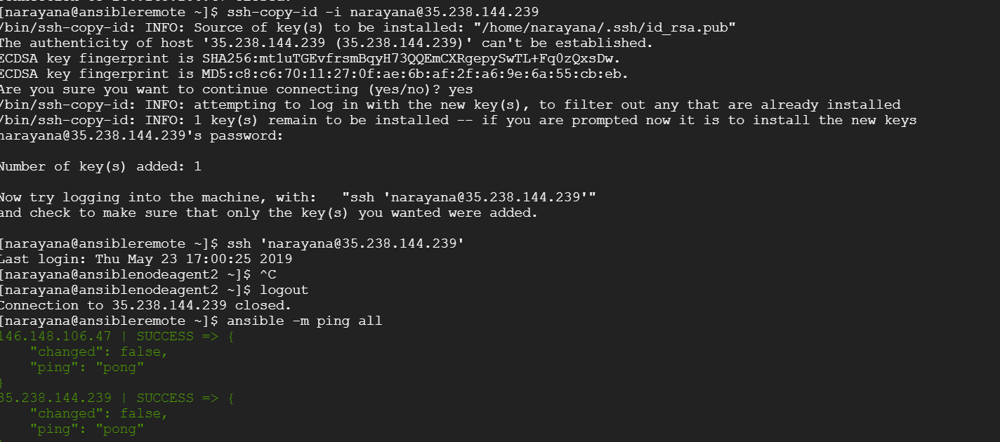 [narayana@ansibleremote ~]$ ssh-copy-id -i narayana@35.238.144.239
/bin/ssh-copy-id: INFO: Source of key(s) to be installed: "/home/narayana/.ssh/id_rsa.pub"
The authenticity of host '35.238.144.239 (35.238.144.239)' can't be established.
ECDSA key fingerprint is SHA256:mt1uTGEvfrsmBqyH73QQEmCXRgepySwTL+Fq0zQxsDw.
ECDSA key fingerprint is MD5:c8:c6:70:11:27:0f:ae:6b:af:2f:a6:9e:6a:55:cb:eb.
Are you sure you want to continue connecting (yes/no)? yes
/bin/ssh-copy-id: INFO: attempting to log in with the new key(s), to filter out any that are already installed
/bin/ssh-copy-id: INFO: 1 key(s) remain to be installed -- if you are prompted now it is to install the new keys
narayana@35.238.144.239's password:
Number of key(s) added: 1
Now try logging into the machine, with:   "ssh 'narayana@35.238.144.239'"
and check to make sure that only the key(s) you wanted were added.
[narayana@ansibleremote ~]$ ssh 'narayana@35.238.144.239'
Last login: Thu May 23 17:00:25 2019
[narayana@ansiblenodeagent2 ~]$ ^C
[narayana@ansiblenodeagent2 ~]$ logout
Connection to 35.238.144.239 closed.
[narayana@ansibleremote ~]$ ansible -m ping all
146.148.106.47 | SUCCESS => {
    "changed": false,
    "ping": "pong"
}
35.238.144.239 | SUCCESS => {
    "changed": false,
    "ping": "pong"